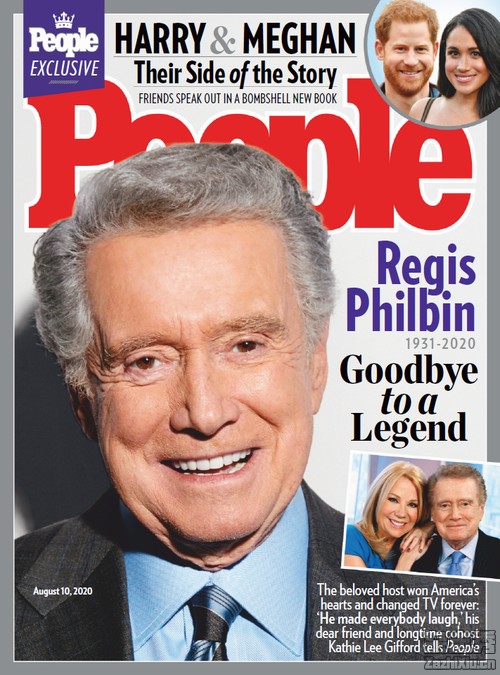 People
EXCLUSIVE
HARRY & MEGHAN
Their Side of the Story
FRIENDS SPEAK OUT IN A BOMBSHELL NEW BOOK
People
Regis
Philbin
1931-2020
Goodbye
to a
Legend
August 10, 2020
The beloved host won America's
hearts and changed TV forever:
'He made everybody laugh,' his
dear friend and longtime cohost
Kathie Lee Gifford tells People
ZaZhiXiu.cn